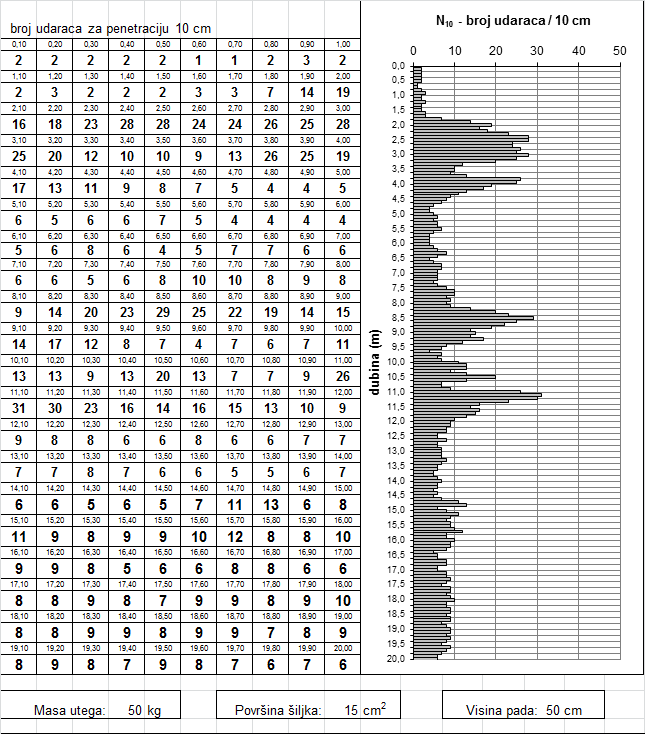 broj udaraca za penetraciju 10 cm
0,10 0,20 0,30 0,40 0,50 0,60 0,70 0,80 0,90 1,00
2 2 2 2 2 1 1 2 3 2
1,10 1,20 1,30 1,40 1,50 1,60 1,70 1,80 1,90 2,00
2 3 2 2 2 3 3 7 14 19
2,10 2,20 2,30 2,40 2,50 2,60 2,70 2,80 2,90 3,00
16 18 23 28 28 24 24 26 25 28
3,10 3,20 3,30 3,40 3,50 3,60 3,70 3,80 3,90 4,00
25 20 12 10 10 9 13 26 25 19
4,10 4,20 4,30 4,40 4,50 4,60 4,70 4,80 4,90 5,00
17 13 11 9 8 7 5 4 4 5
5,10 5,20 5,30 5,40 5,50 5,60 5,70 5,80 5,90 6,00
6 5 6 6 7 5 4 4 4 4
6,10 6,20 6,30 6,40 6,50 6,60 6,70 6,80 6,90 7,00
5 6 8 6 4 5 7 7 6 6
7,10 7,20 7,30 7,40 7,50 7,60 7,70 7,80 7,90 8,00
6 6 5 6 8 10 10 8 9 8
8,10 8,20 8,30 8,40 8,50 8,60 8,70 8,80 8,90 9,00
9 14 20 23 29 25 22 19 14 15
9,10 9,20 9,30 9,40 9,50 9,60 9,70 9,80 9,90 10,00
14 17 12 8 7 4 7 6 7 11
10,10 10,20 10,30 10,40 10,50 10,60 10,70 10,80 10,90 11,00
13 13 9 13 20 13 7 7 9 26
11,10 11,20 11,30 11,40 11,50 11,60 11,70 11,80 11,90 12,00
31 30 23 16 14 16 15 13 10 9
12,10 12,20 12,30 12,40 12,50 12,60 12,70 12,80 12,90 13,00
9 8 8 6 6 8 6 6 7 7
13,10 13,20 13,30 13,40 13,50 13,60 13,70 13,80 13,90 14,00
7 7 8 7 6 6 5 5 6 7
14,10 14,20 14,30 14,40 14,50 14,60 14,70 14,80 14,90 15,00
6 6 5 6 5 7 11 13 6 8
15,10 15,20 15,30 15,40 15,50 15,60 15,70 15,80 15,90 16,00
11 9 8 9 9 10 12 8 8 10
16,10 16,20 16,30 16,40 16,50 16,60 16,70 16,80 16,90 17,00
9 9 8 5 6 6 8 8 6 6
17,10 17,20 17,30 17,40 17,50 17,60 17,70 17,80 17,90 18,00
8 8 9 8 7 9 9 8 9 10
18,10 18,20 18,30 18,40 18,50 18,60 18,70 18,80 18,90 19,00
8 8 9 9 8 9 9 7 8 9
19,10 19,20 19,30 19,40 19,50 19,60 19,70 19,80 19,90 20,00
8 9 8 7 9 8 7 6 7 6
N10 - broj udaraca / 10 cm
0 10 20 30 40 50
dubina (m)
0,0
0,5
1,0
1,5
2,0
2,5
3,0
3,5
4,0
4,5
5,0
5,5
6,0
6,5
7,0
7,5
8,0
8,5
9,0
9,5
10,0
10,5
11,0
11,5
12,0
12,5
13,0
13,5
14,0
14,5
15,0
15,5
16,0
16,5
17,0
17,5
18,0
18,5
19,0
19,5
20,0
Masa utega: 50 kg
Površina šiljka: 15 cm²
Visina pada: 50 cm